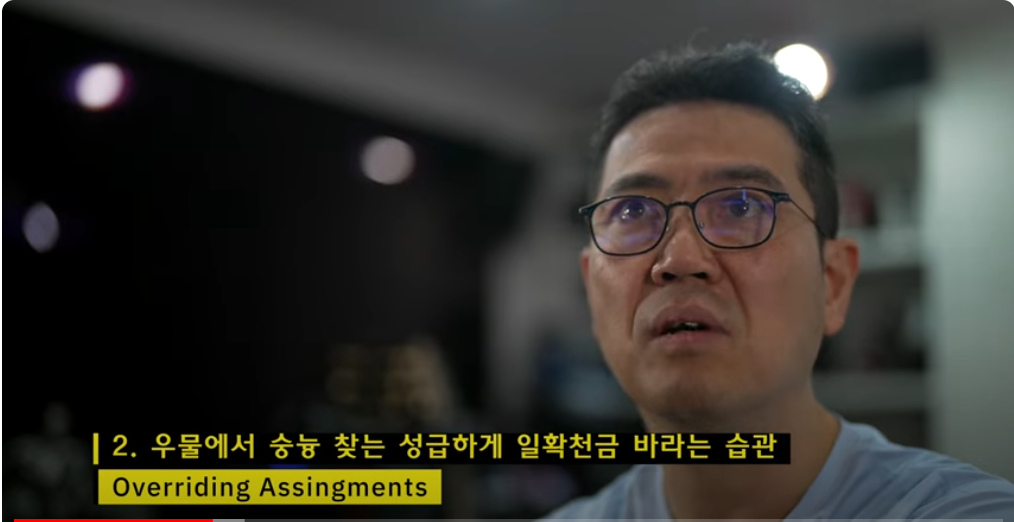 2. 우물에서 숭늉 찾는 성급하게 일확천금 바라는 습관
Overriding Assingments